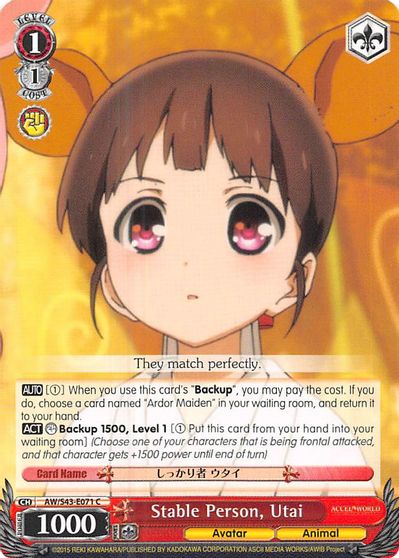 LEVEL
1
1
COST
They match perfectly.
AUTO [①] When you use this card's "Backup", you may pay the cost. If you
do, choose a card named "Ardor Maiden" in your waiting room, and return it
to your hand.
ACT Backup 1500, Level 1 [① Put this card from your hand into your
waiting room] (Choose one of your characters that is being frontal attacked,
and that character gets +1500 power until end of turn)
Card Name しっかり者 ウタイ
CH AW/S43-E071 C
Stable Person, Utai
ACCEL WORLD
POWER 1000
Avatar Animal
©2015 REKI KAWAHARA/PUBLISHED BY KADOKAWA CORPORATION ASCII MEDIA WORKS/AWIB Project